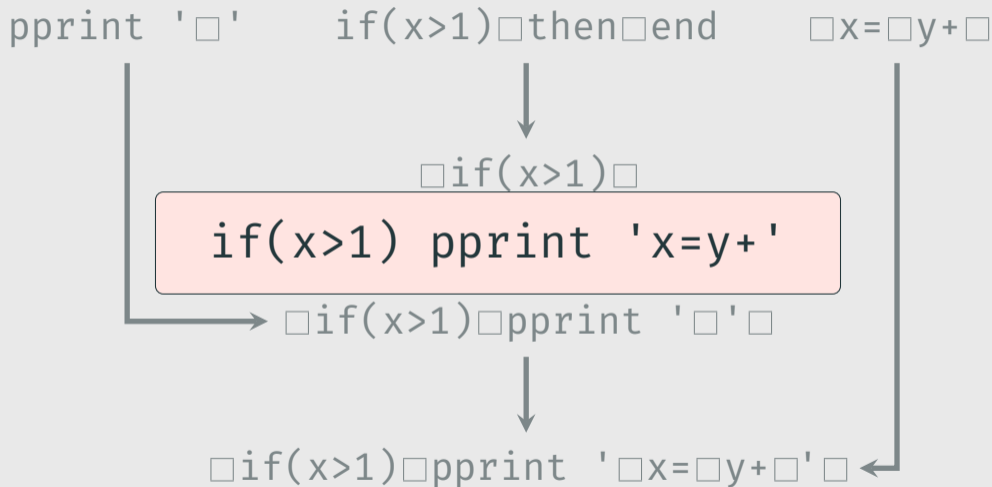 pprint '□' if(x>1)□then□end □x=□y+□
□if(x>1)□
if(x>1) pprint 'x=y+'
□if(x>1)□pprint '□'□
□if(x>1)□pprint '□x=□y+□'□